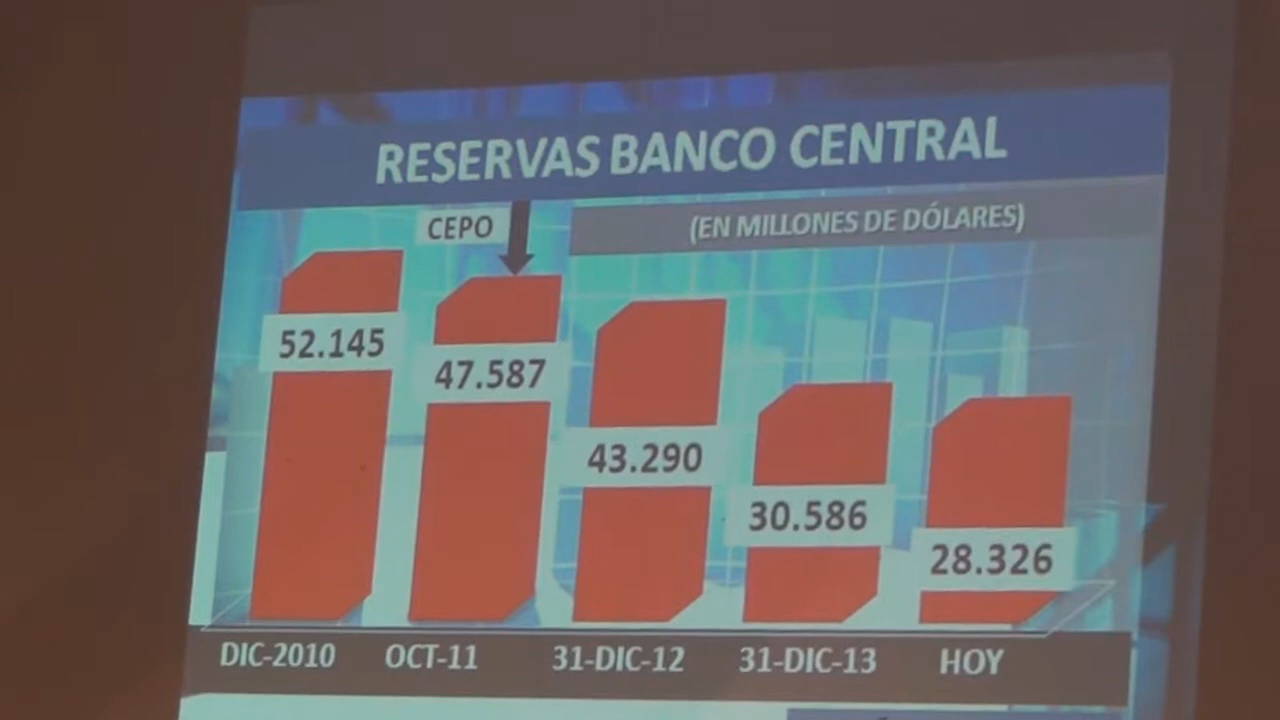 RESERVAS BANCO CENTRAL
CEPO
(EN MILLONES DE DÓLARES)
52.145
47.587
43.290
30.586
28.326
DIC-2010 OCT-11 31-DIC-12 31-DIC-13 HOY